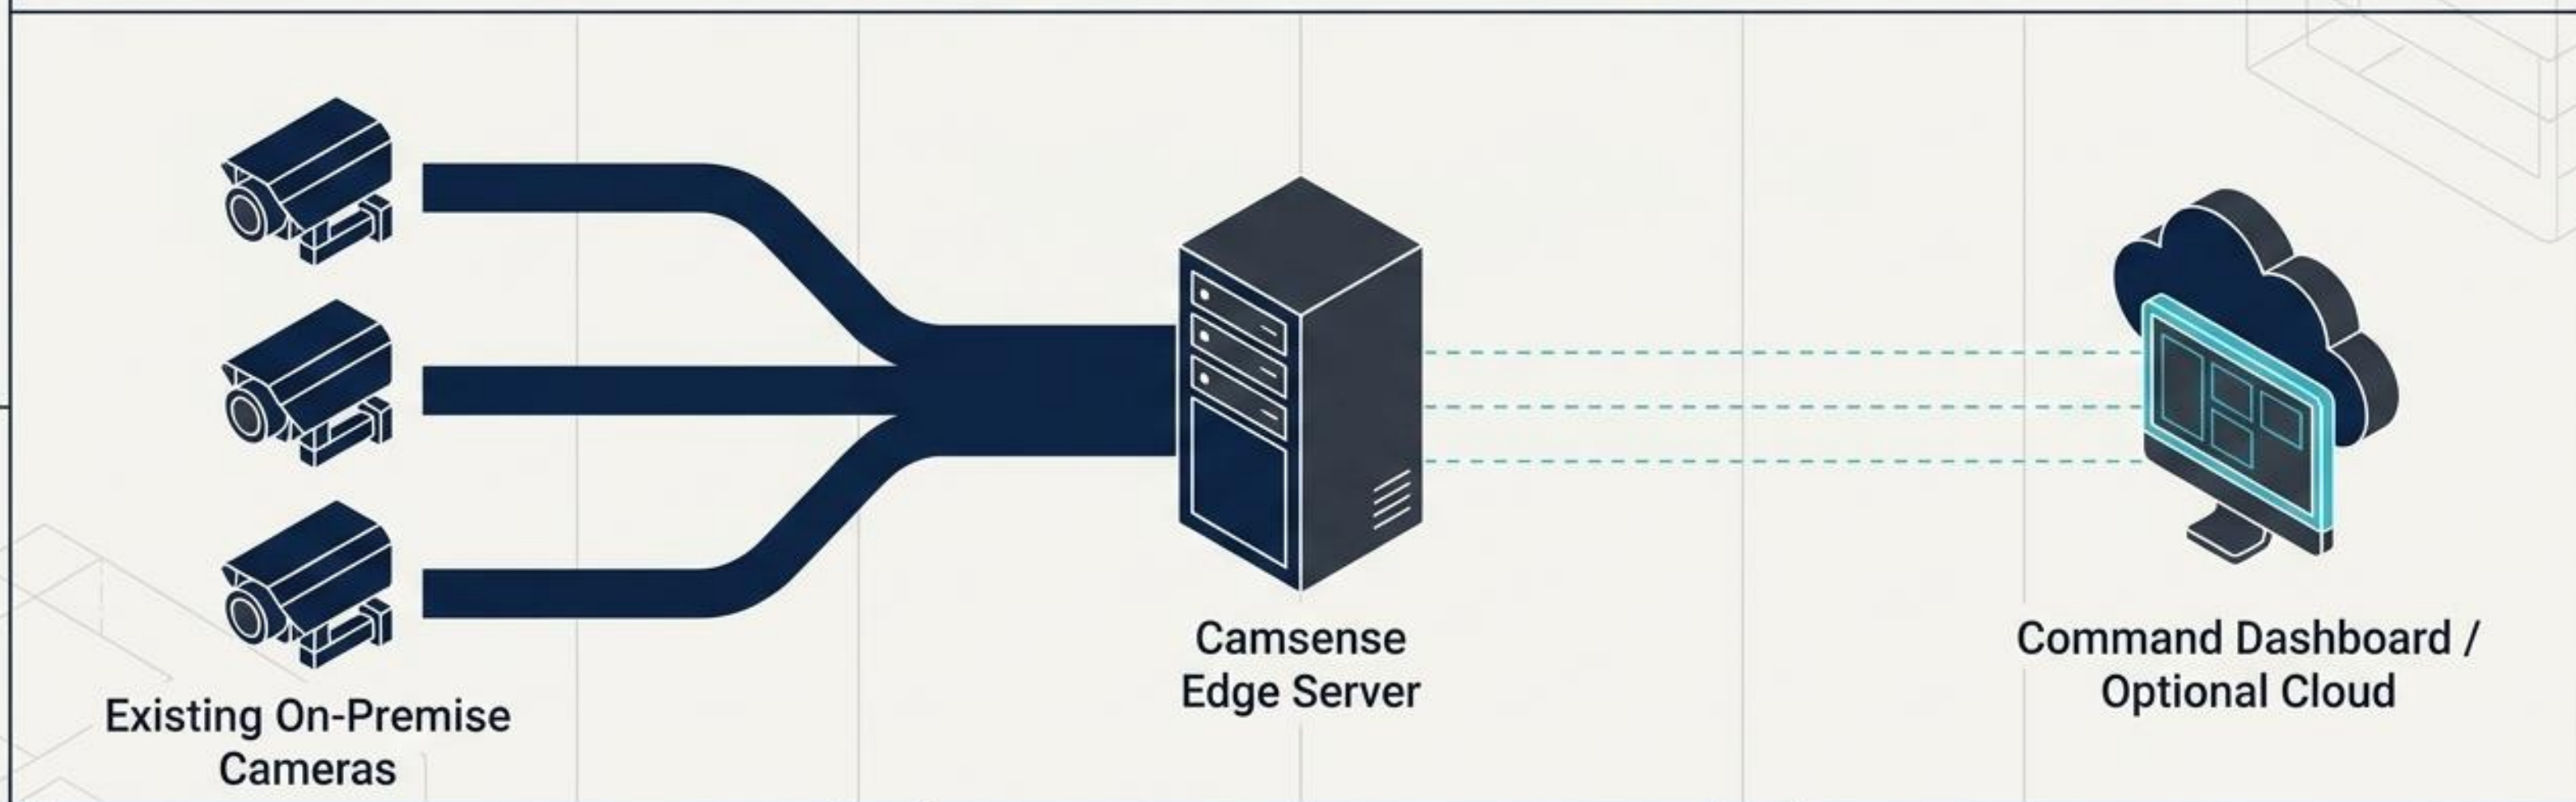 Existing On-Premise
Cameras
Camsense
Edge Server
Command Dashboard /
Optional Cloud